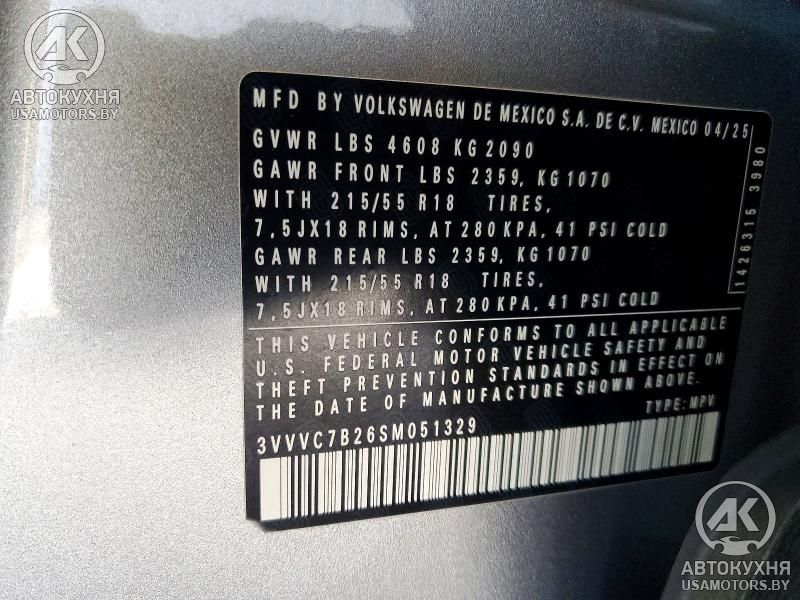 AK
АВТОКУХНЯ
USAMOTORS.BY
MFD BY VOLKSWAGEN DE MEXICO S.A. DE C.V. MEXICO 04/25
GVWR LBS 4608 KG 2090
GAWR FRONT LBS 2359, KG 1070
WITH 215/55 R18 TIRES,
7,5JX18 RIMS, AT 280 KPA, 41 PSI COLD
GAWR REAR LBS 2359, KG 1070
WITH 215/55 R18 TIRES,
7,5JX18 RIMS, AT 280 KPA, 41 PSI COLD
1426315 3980
THIS VEHICLE CONFORMS TO ALL APPLICABLE
U.S. FEDERAL MOTOR VEHICLE SAFETY AND
THEFT PREVENTION STANDARDS IN EFFECT ON
THE DATE OF MANUFACTURE SHOWN ABOVE.
3VVVC7B26SM051329 TYPE: MPV
AK
АВТОКУХНЯ
USAMOTORS.BY